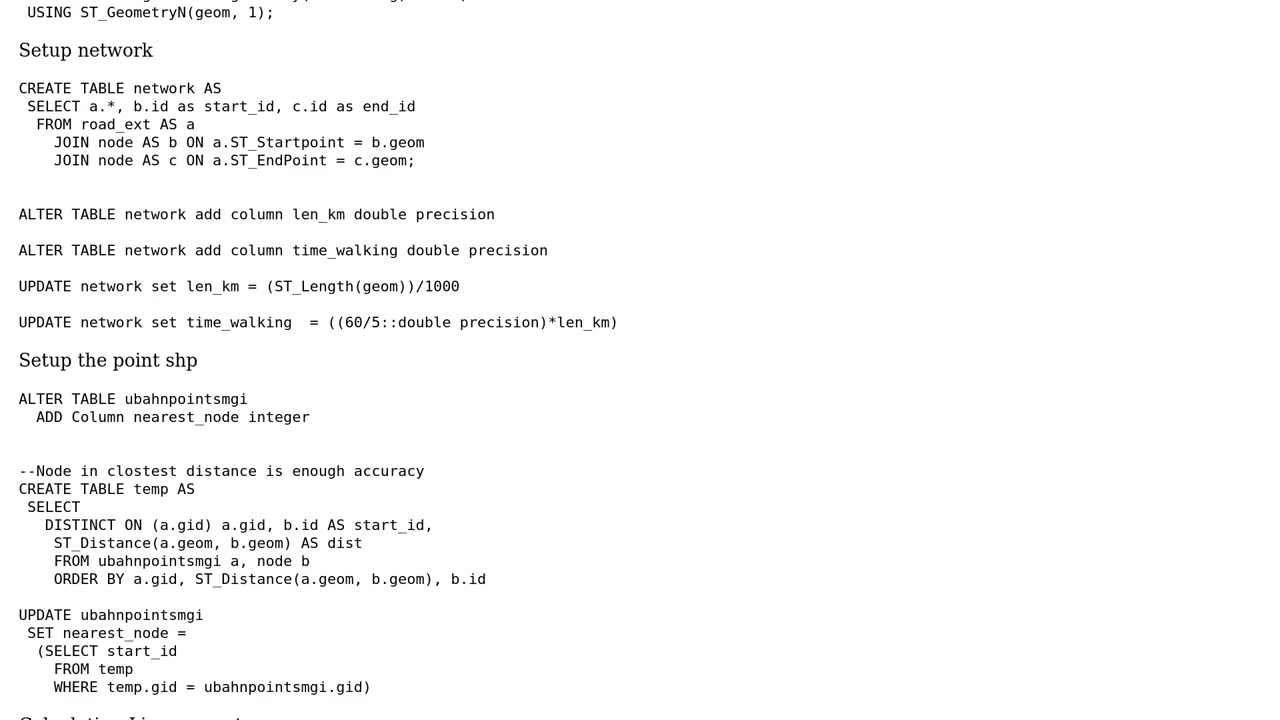 USING ST_GeometryN(geom, 1);
Setup network
CREATE TABLE network AS
SELECT a.*, b.id as start_id, c.id as end_id
FROM road_ext AS a
JOIN node AS b ON a.ST_Startpoint = b.geom
JOIN node AS c ON a.ST_EndPoint = c.geom;
ALTER TABLE network add column len_km double precision
ALTER TABLE network add column time_walking double precision
UPDATE network set len_km = (ST_Length(geom))/1000
UPDATE network set time_walking  = ((60/5::double precision)*len_km)
Setup the point shp
ALTER TABLE ubahnpointsmgi
ADD Column nearest_node integer
--Node in clostest distance is enough accuracy
CREATE TABLE temp AS
SELECT
DISTINCT ON (a.gid) a.gid, b.id AS start_id,
ST_Distance(a.geom, b.geom) AS dist
FROM ubahnpointsmgi a, node b
ORDER BY a.gid, ST_Distance(a.geom, b.geom), b.id
UPDATE ubahnpointsmgi
SET nearest_node =
(SELECT start_id
FROM temp
WHERE temp.gid = ubahnpointsmgi.gid)